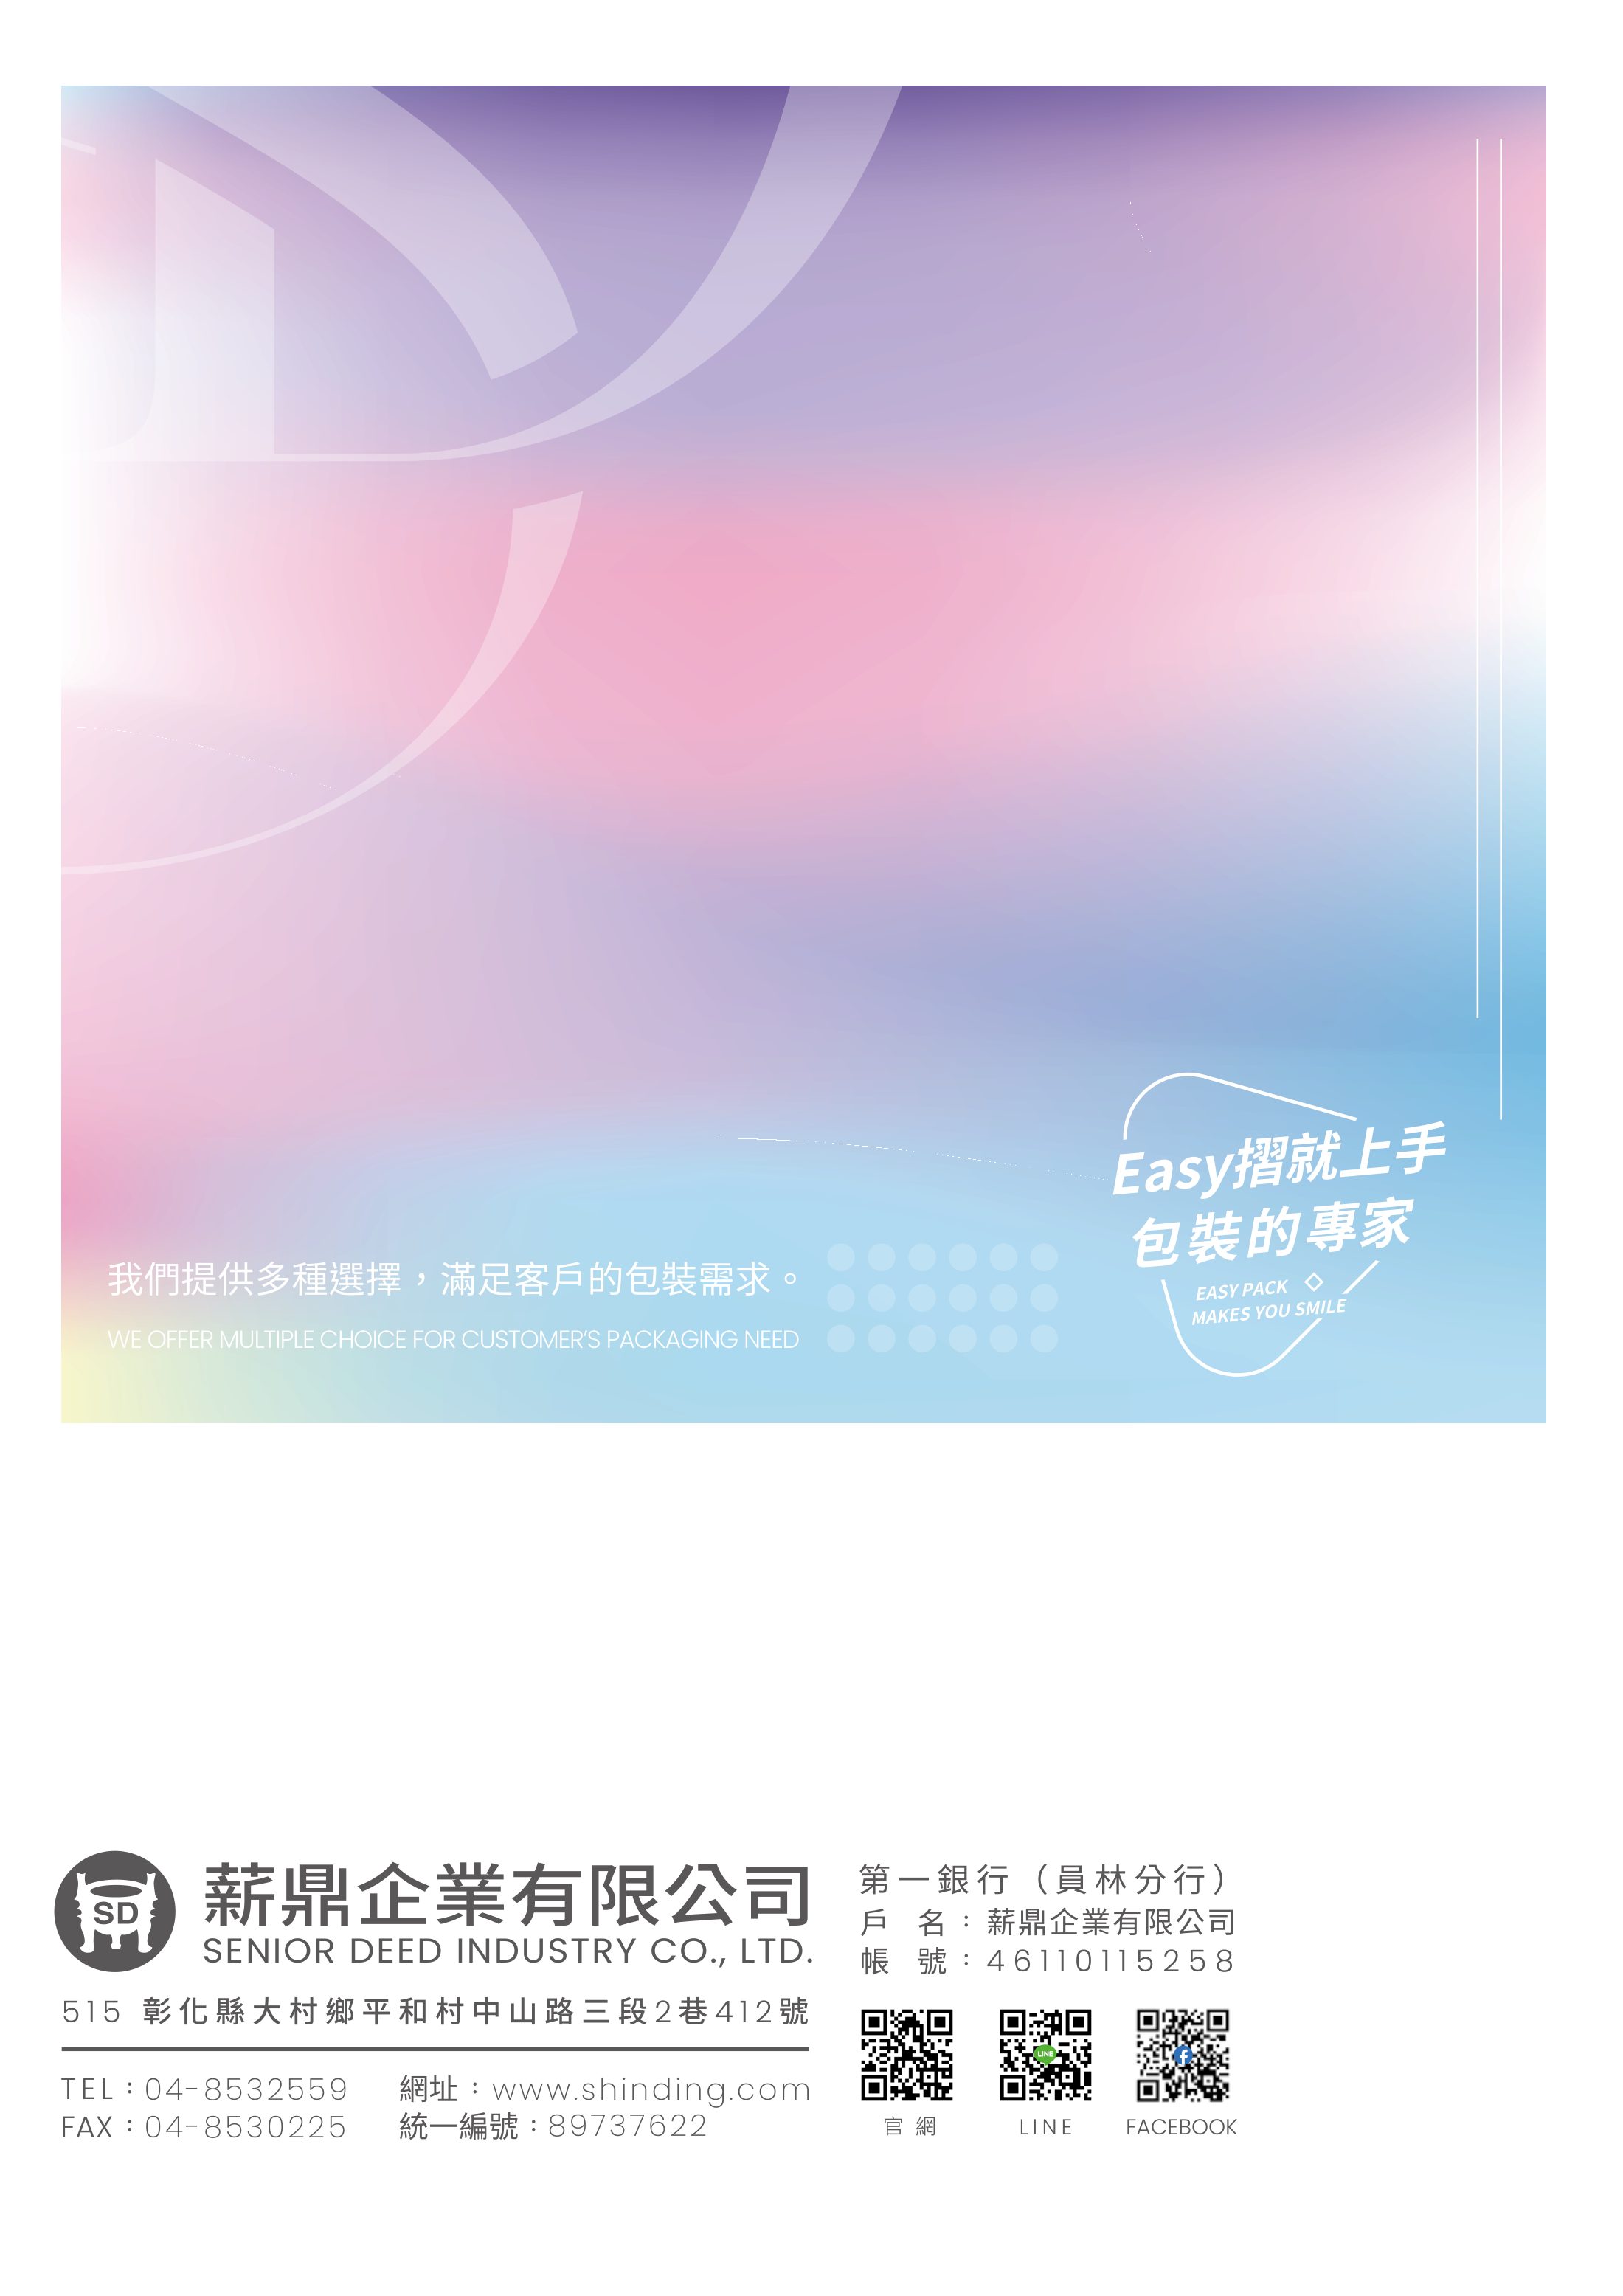 Easy摺就上手
包裝的專家
EASY PACK
MAKES YOU SMILE
我們提供多種選擇，滿足客戶的包裝需求。
WE OFFER MULTIPLE CHOICE FOR CUSTOMER'S PACKAGING NEED
SD
薪鼎企業有限公司
SENIOR DEED INDUSTRY CO., LTD.
515 彰化縣大村鄉平和村中山路三段2巷412號
TEL：04-8532559
FAX：04-8530225
網址：www.shinding.com
統一編號：89737622
第一銀行（員林分行）
戶 名：薪鼎企業有限公司
帳 號：46110115258
LINE
官網
LINE
FACEBOOK